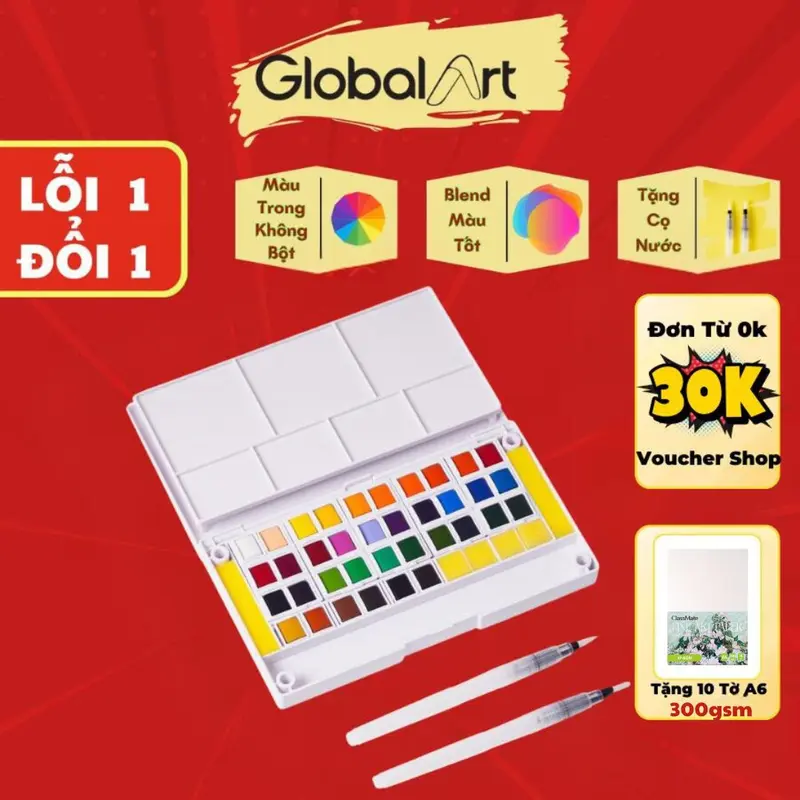 GlobalArt
LỖI 1
ĐỔI 1
Màu
Trong
Không
Bột
Blend
Màu
Tốt
Tặng
Cọ
Nước
Đơn Từ 0k
30K
Voucher Shop
ClassMate
Tặng 10 Tờ A6
300gsm